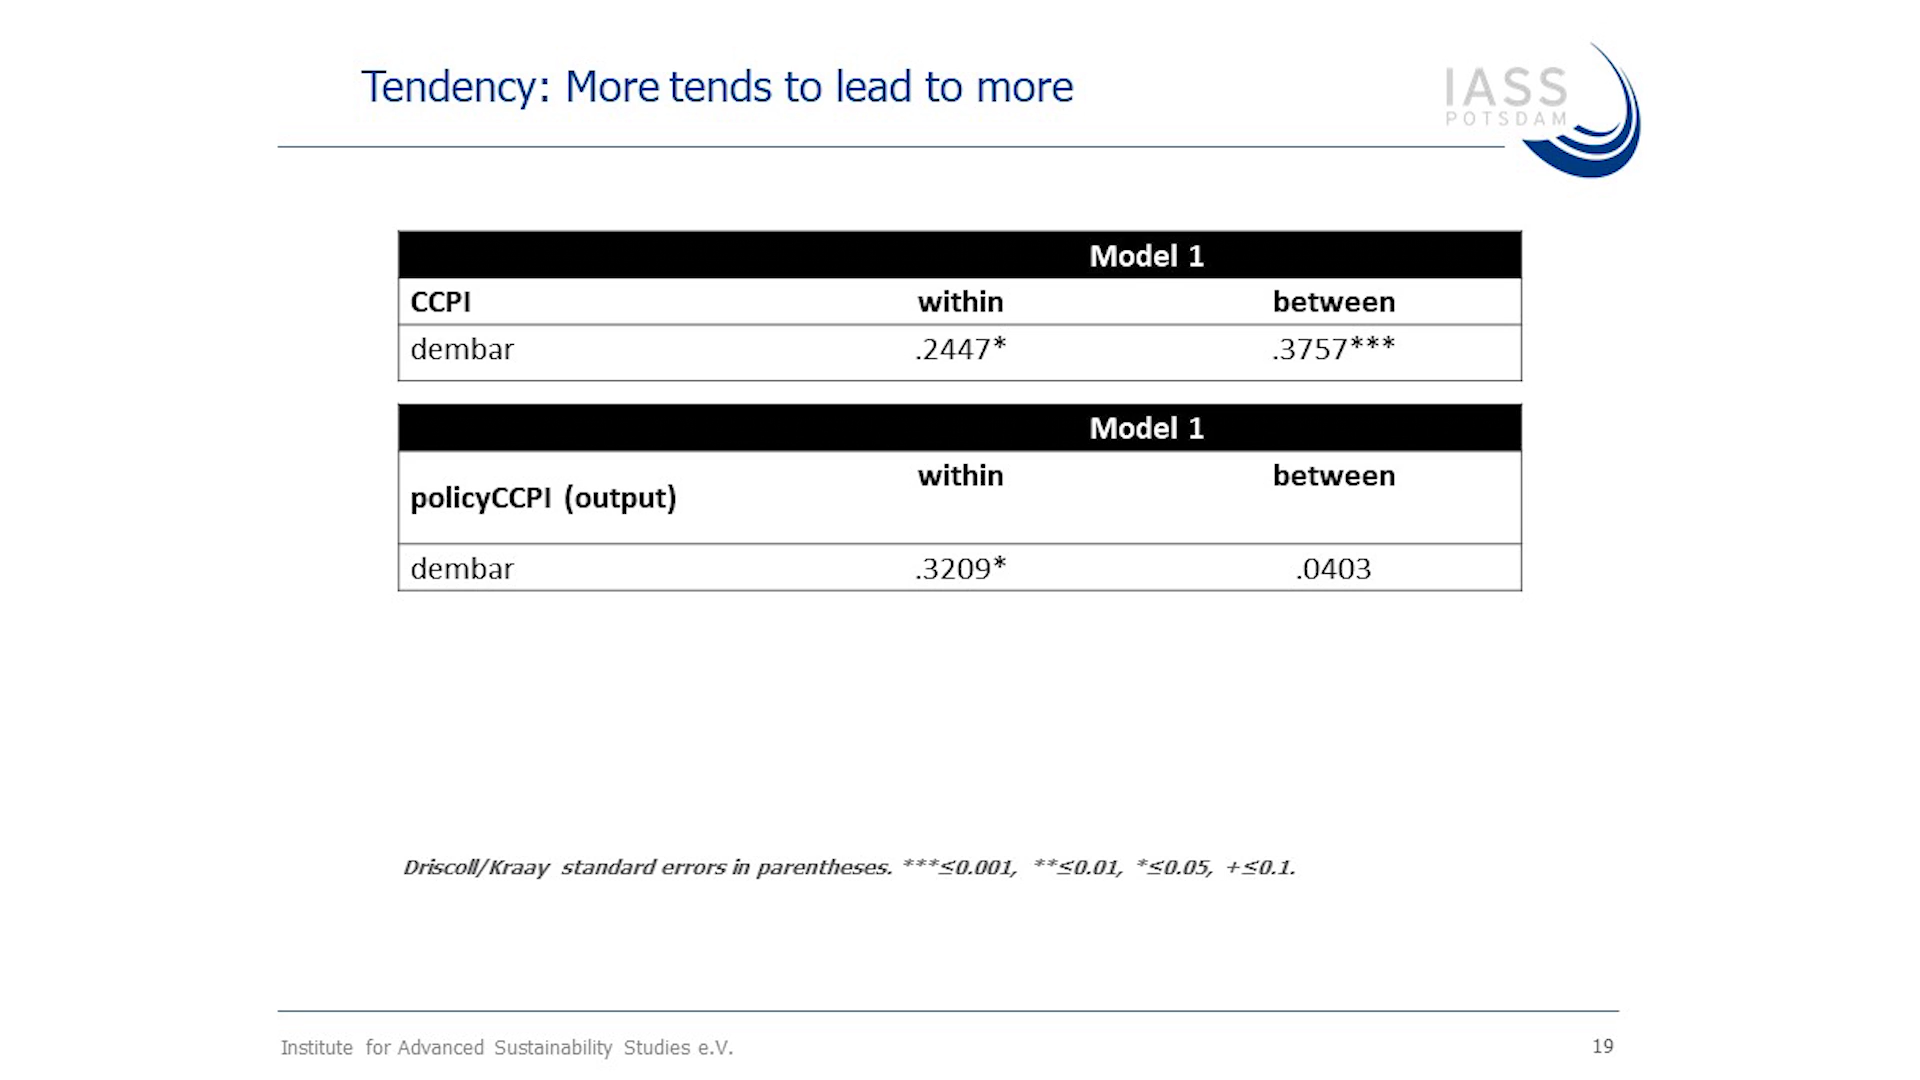 Tendency: More tends to lead to more
IASS
POTSDAM
Model 1
CCPI within between
dembar .2447* .3757***
Model 1
policyCCPI (output) within between
dembar .3209* .0403
Driscoll/Kraay standard errors in parentheses. ***≤0.001, **≤0.01, *≤0.05, +≤0.1.
Institute for Advanced Sustainability Studies e.V. 19